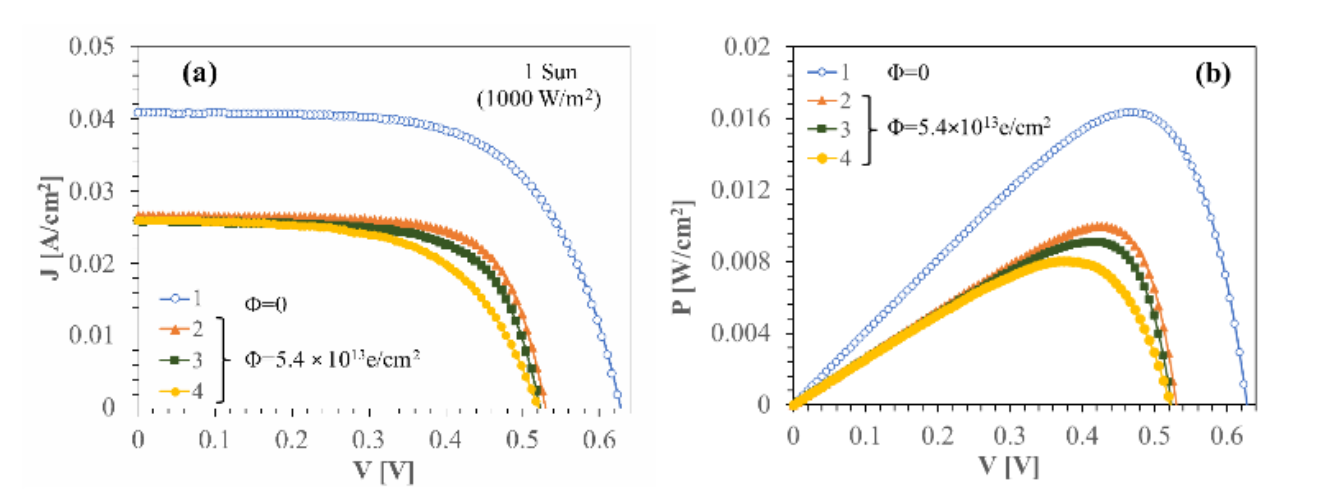 0.05
0.04
0.03
0.02
0.01
0
J [A/cm²]
(a)
1 Sun
(1000 W/m²)
1
Φ=0
2
3
Φ=5.4 × 10¹³e/cm²
4
0
0.1
0.2
0.3
0.4
0.5
0.6
V [V]
0.02
0.016
0.012
0.008
0.004
0
P [W/cm²]
1
Φ=0
(b)
2
3
Φ=5.4×10¹³e/cm²
4
0
0.1
0.2
0.3
0.4
0.5
0.6
V [V]